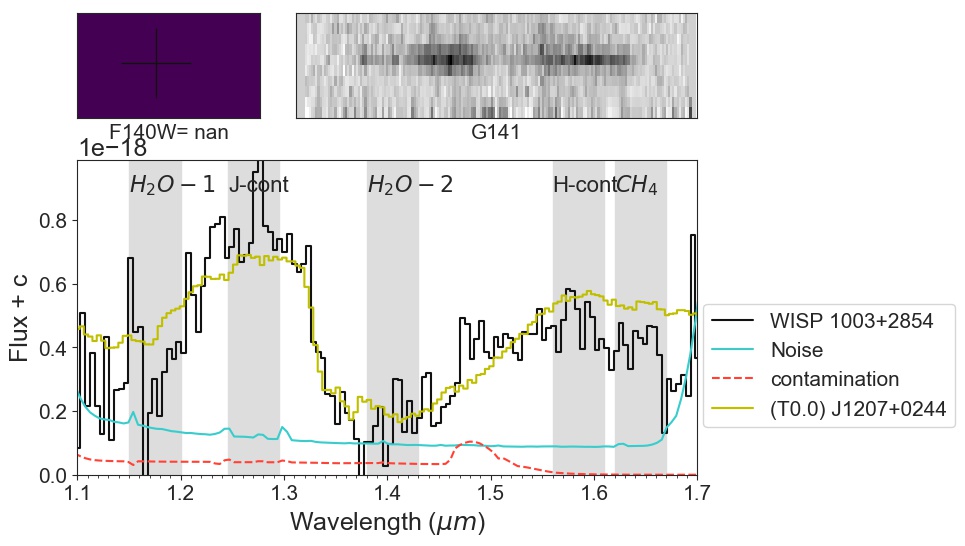 F140W= nan
G141
1e−18
H₂O − 1 J-cont H₂O − 2 H-cont CH₄
0.8
0.6
0.4
0.2
0.0
Flux + c
1.1 1.2 1.3 1.4 1.5 1.6 1.7
Wavelength (μm)
WISP 1003+2854
Noise
contamination
(T0.0) J1207+0244